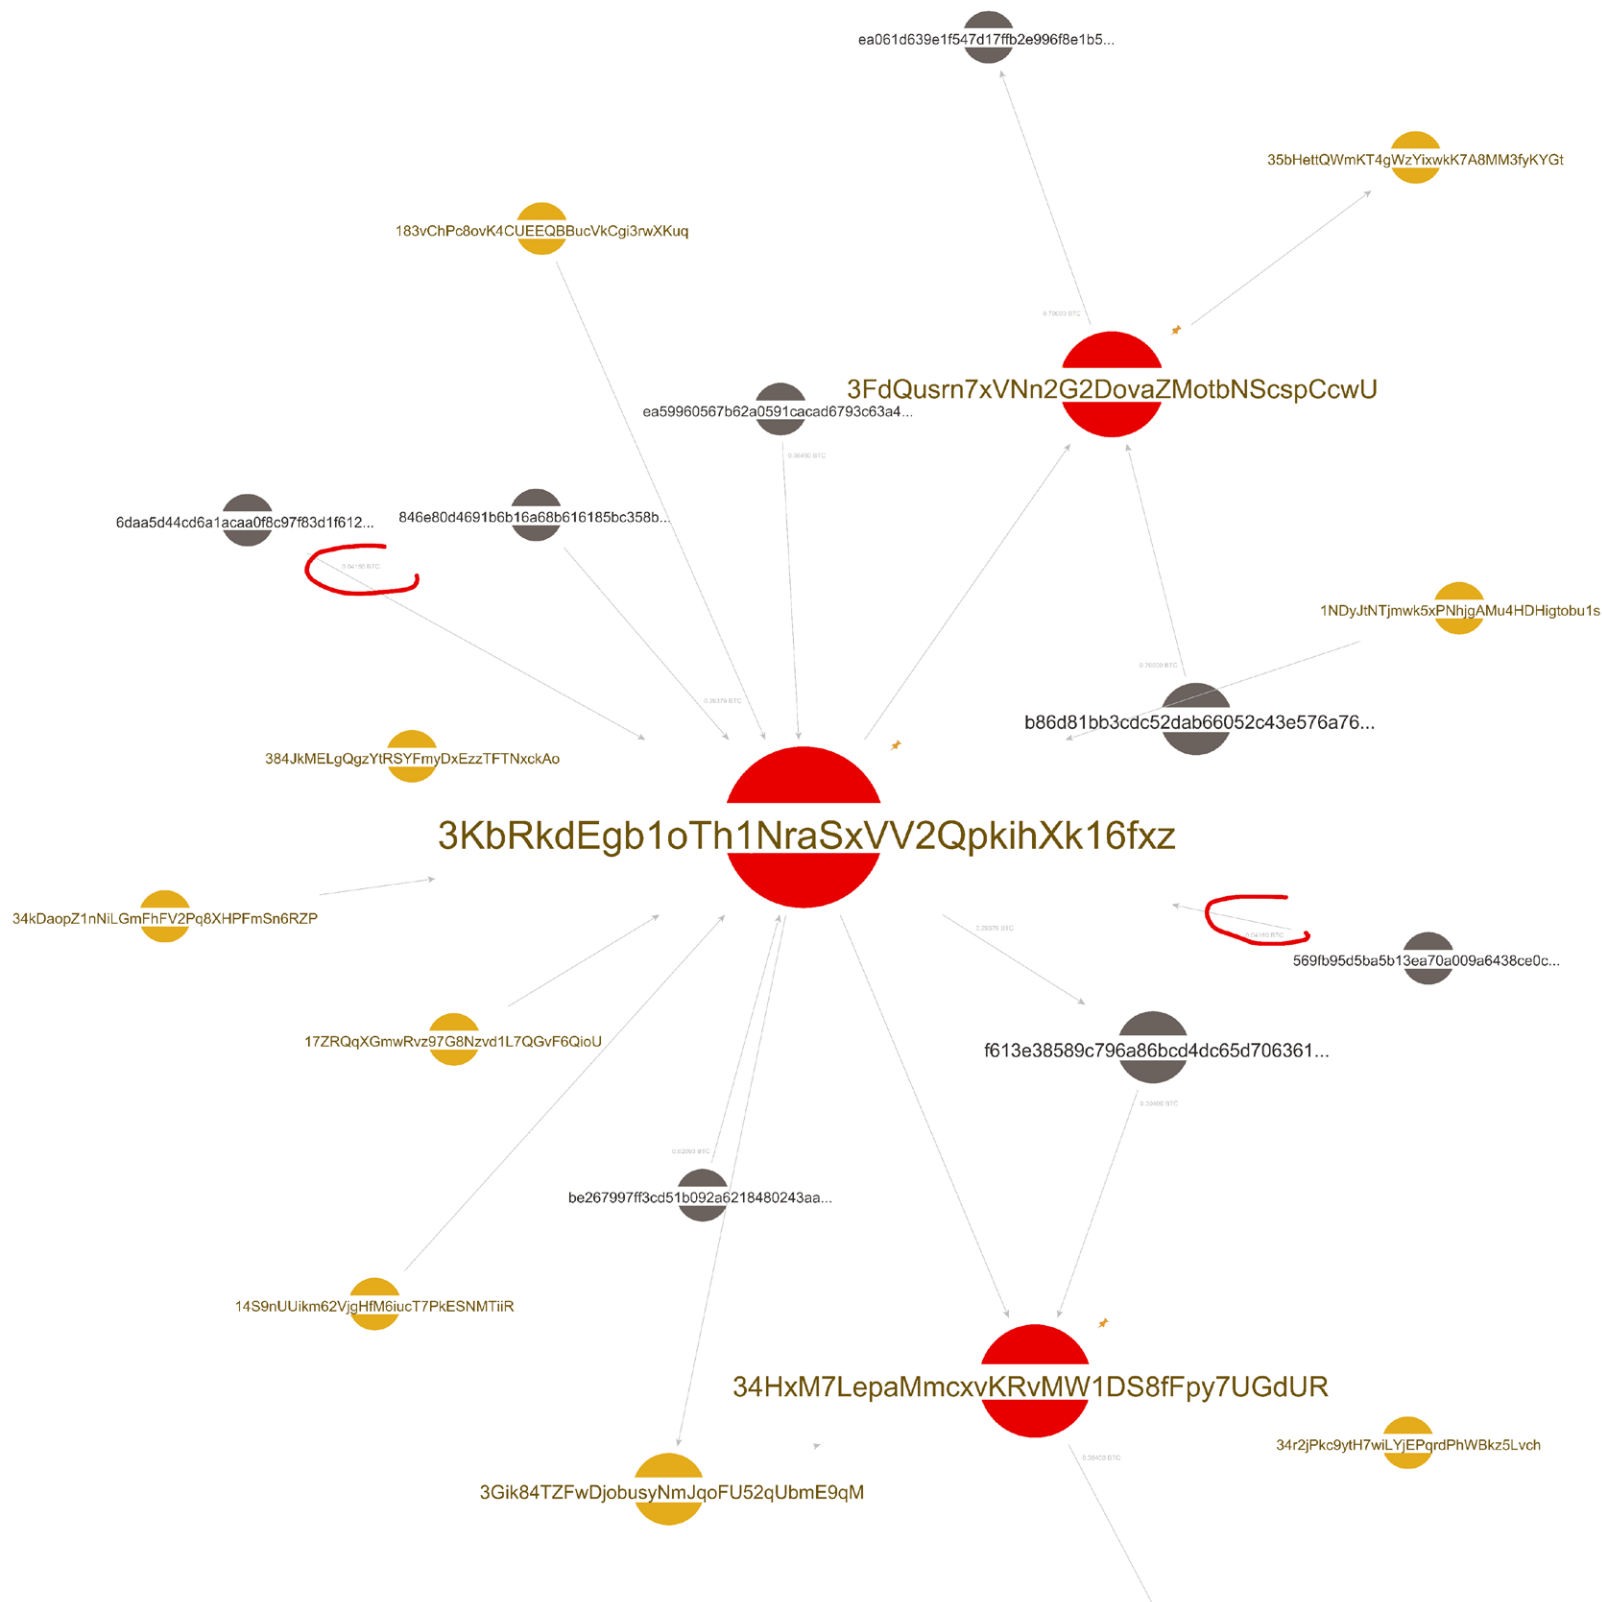 ea061d639e1f547d17ffb2e996f8e1b5...
35bHettQWmKT4gWzYixwkK7A8MM3fyKYGt
183vChPc8ovK4CUEEQBBucVkCgi3rwXKuq
3FdQusrn7xVNn2G2DovaZMotbNScspCcwU
ea59960567b62a0591cacad6793c63a4...
6daa5d44cd6a1acaa0f8c97f83d1f612...
846e80d4691b6b16a68b616185bc358b...
1NDyJtNTjmwk5xPNhjgAMu4HDHigtobu1s
b86d81bb3cdc52dab66052c43e576a76...
384JkMELgQgzYtRSYFmyDxEzzTFTNxckAo
3KbRkdEgb1oTh1NraSxVV2QpkihXk16fxz
34kDaopZ1nNiLGmFhFV2Pq8XHPFmSn6RZP
569fb95d5ba5b13ea70a009a6438ce0c...
17ZRQqXGmwRvz97G8Nzvd1L7QGvF6QioU
f613e38589c796a86bcd4dc65d706361...
be267997ff3cd51b092a6218480243aa...
14S9nUUikm62VjgHfM6iucT7PkESNMTiiR
34HxM7LepaMmcxvKRvMW1DS8fFpy7UGdUR
34r2jPkc9ytH7wiLYjEPqrdPhWBkz5Lvch
3Gik84TZFwDjobusyNmJqoFU52qUbmE9qM